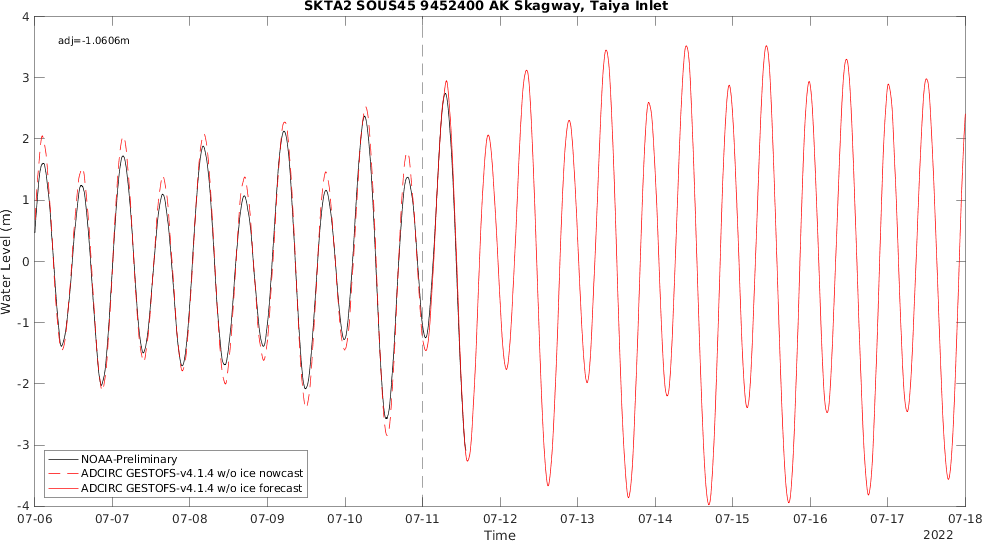 SKTA2 SOUS45 9452400 AK Skagway, Taiya Inlet
adj=-1.0606m
4
3
2
1
0
-1
-2
-3
-4
Water Level (m)
NOAA-Preliminary
ADCIRC GESTOFS-v4.1.4 w/o ice nowcast
ADCIRC GESTOFS-v4.1.4 w/o ice forecast
07-06 07-07 07-08 07-09 07-10 07-11 07-12 07-13 07-14 07-15 07-16 07-17 07-18
Time
2022